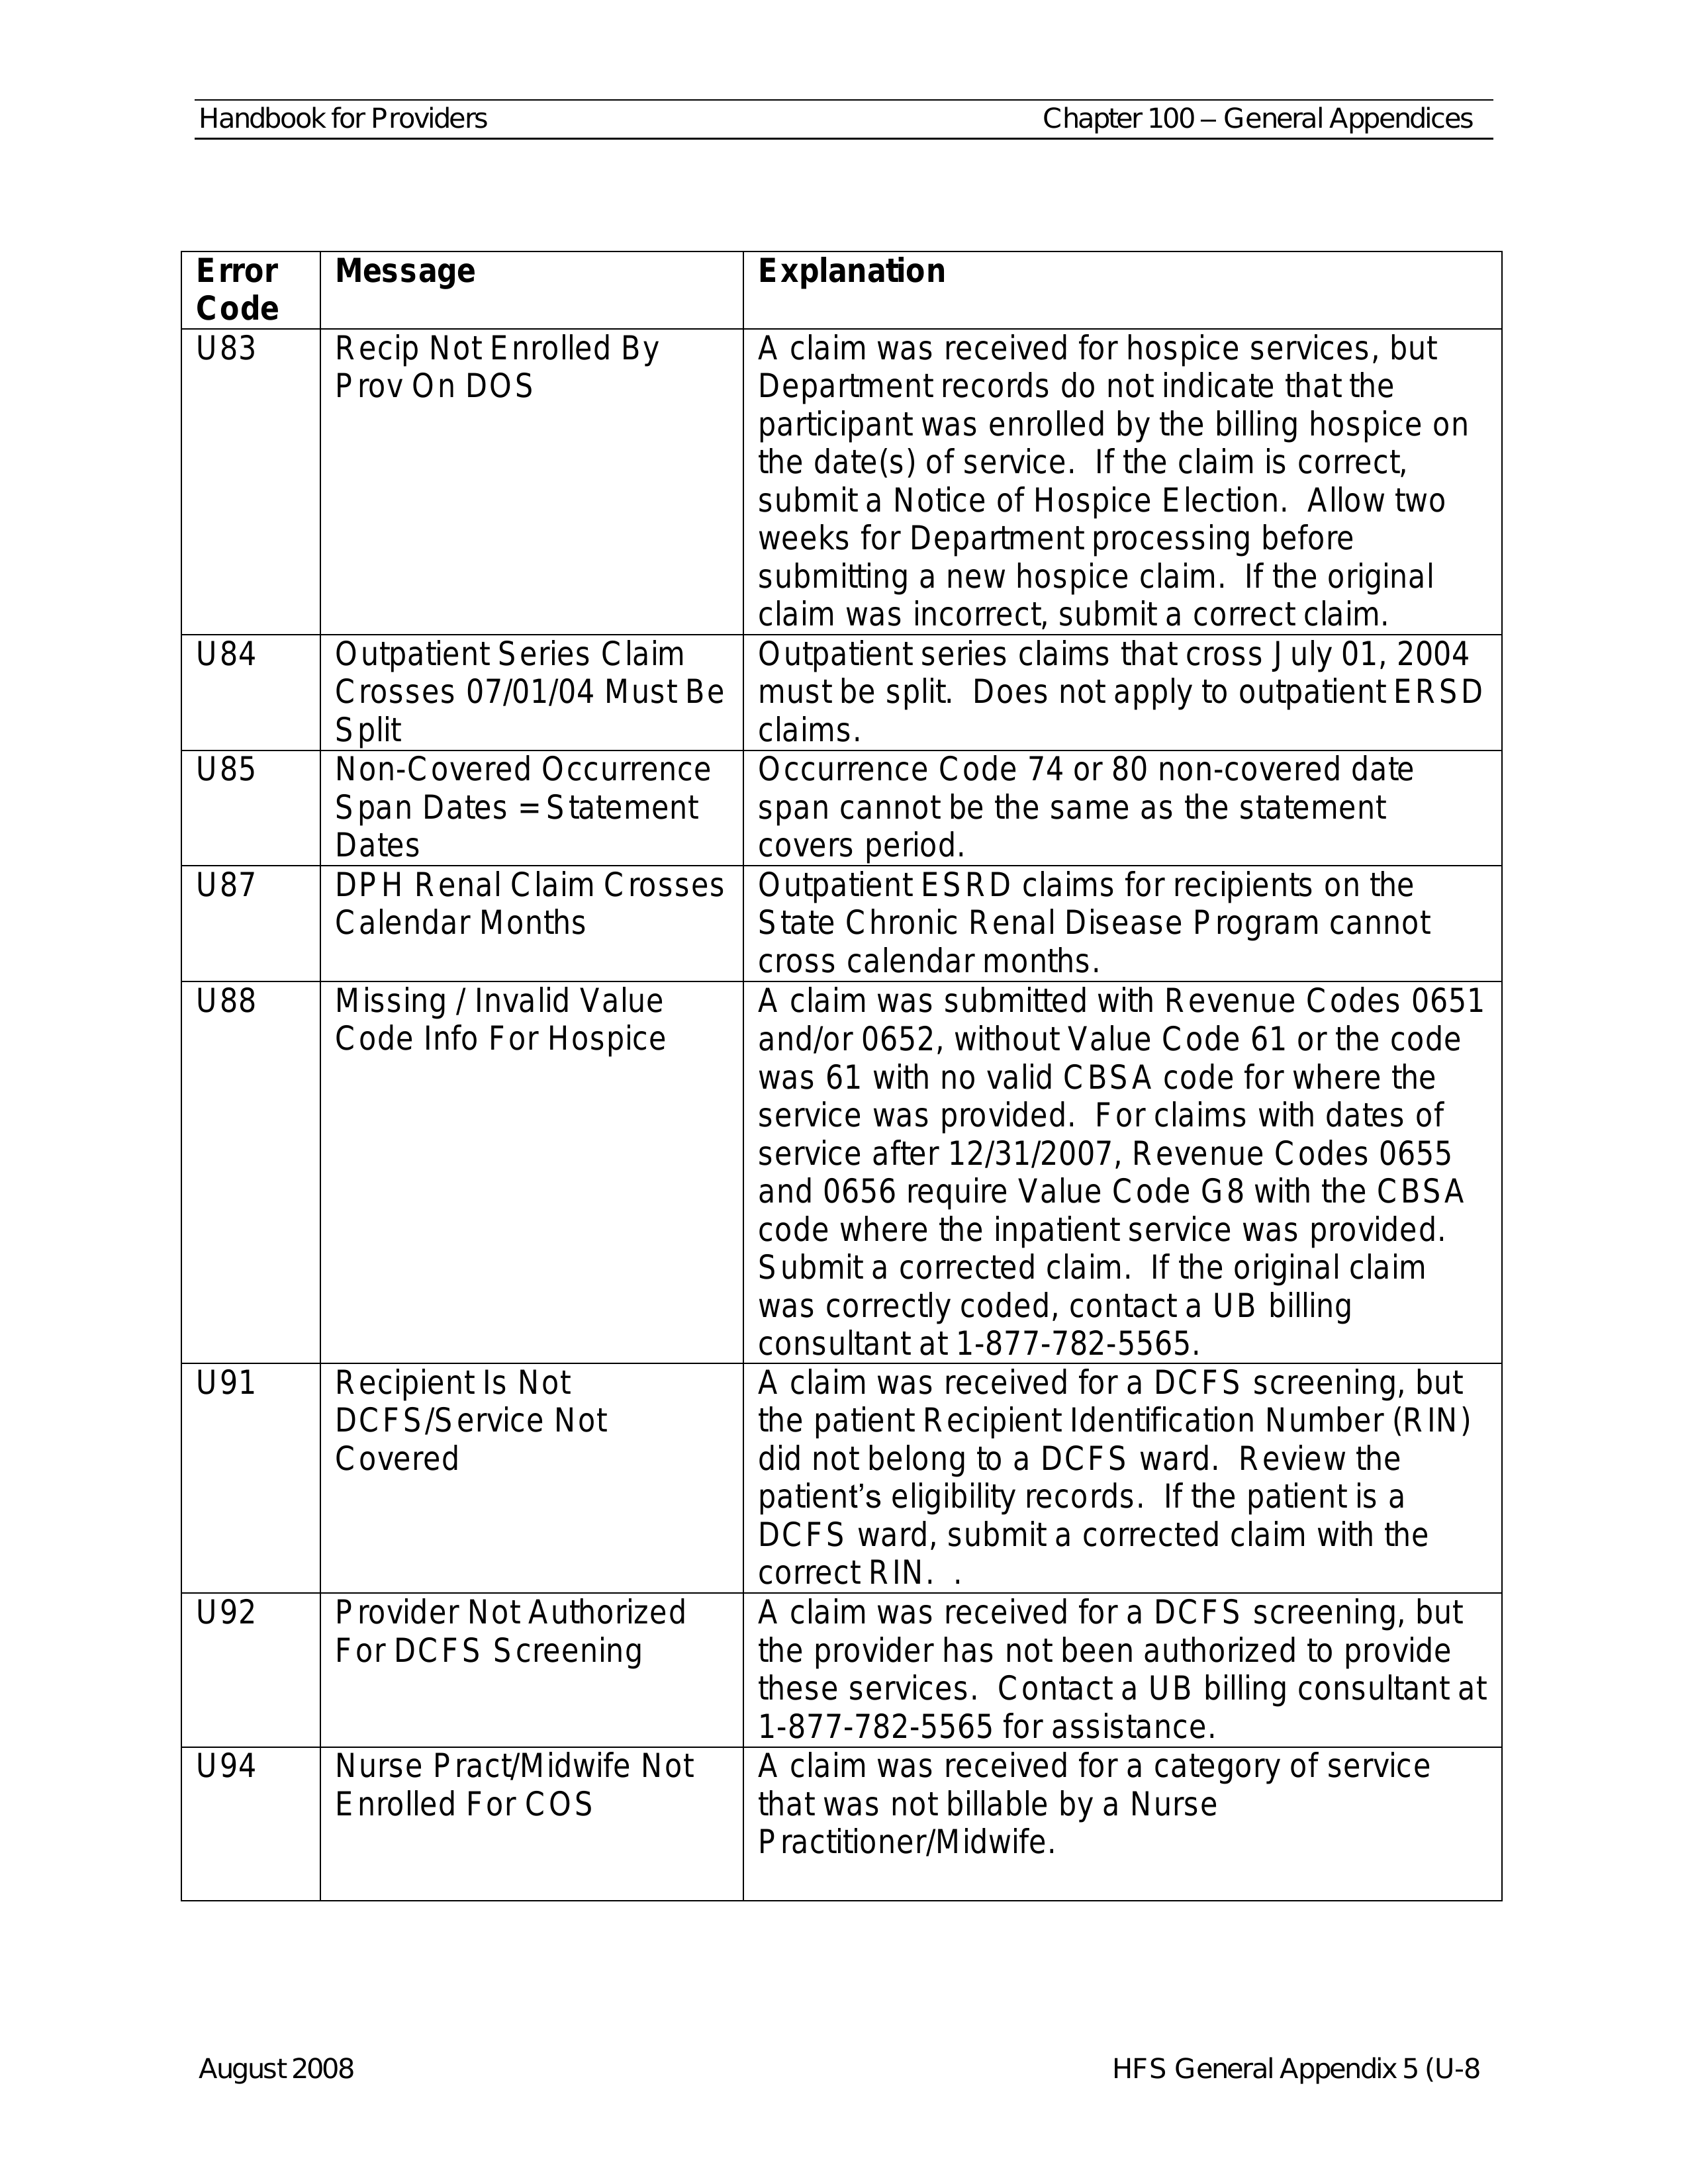 Handbook for Providers Chapter 100 – General Appendices
Error Code Message Explanation
U83 Recip Not Enrolled By A claim was received for hospice services, but
Prov On DOS Department records do not indicate that the
participant was enrolled by the billing hospice on
the date(s) of service. If the claim is correct,
submit a Notice of Hospice Election. Allow two
weeks for Department processing before
submitting a new hospice claim. If the original
claim was incorrect, submit a correct claim.
U84 Outpatient Series Claim Outpatient series claims that cross July 01, 2004
Crosses 07/01/04 Must Be must be split. Does not apply to outpatient ERSD
Split claims.
U85 Non-Covered Occurrence Occurrence Code 74 or 80 non-covered date
Span Dates = Statement span cannot be the same as the statement
Dates covers period.
U87 DPH Renal Claim Crosses Outpatient ESRD claims for recipients on the
Calendar Months State Chronic Renal Disease Program cannot
cross calendar months.
U88 Missing / Invalid Value A claim was submitted with Revenue Codes 0651
Code Info For Hospice and/or 0652, without Value Code 61 or the code
was 61 with no valid CBSA code for where the
service was provided. For claims with dates of
service after 12/31/2007, Revenue Codes 0655
and 0656 require Value Code G8 with the CBSA
code where the inpatient service was provided.
Submit a corrected claim. If the original claim
was correctly coded, contact a UB billing
consultant at 1-877-782-5565.
U91 Recipient Is Not A claim was received for a DCFS screening, but
DCFS/Service Not the patient Recipient Identification Number (RIN)
Covered did not belong to a DCFS ward. Review the
patient’s eligibility records. If the patient is a
DCFS ward, submit a corrected claim with the
correct RIN. .
U92 Provider Not Authorized A claim was received for a DCFS screening, but
For DCFS Screening the provider has not been authorized to provide
these services. Contact a UB billing consultant at
1-877-782-5565 for assistance.
U94 Nurse Pract/Midwife Not A claim was received for a category of service
Enrolled For COS that was not billable by a Nurse
Practitioner/Midwife.
August 2008 HFS General Appendix 5 (U-8